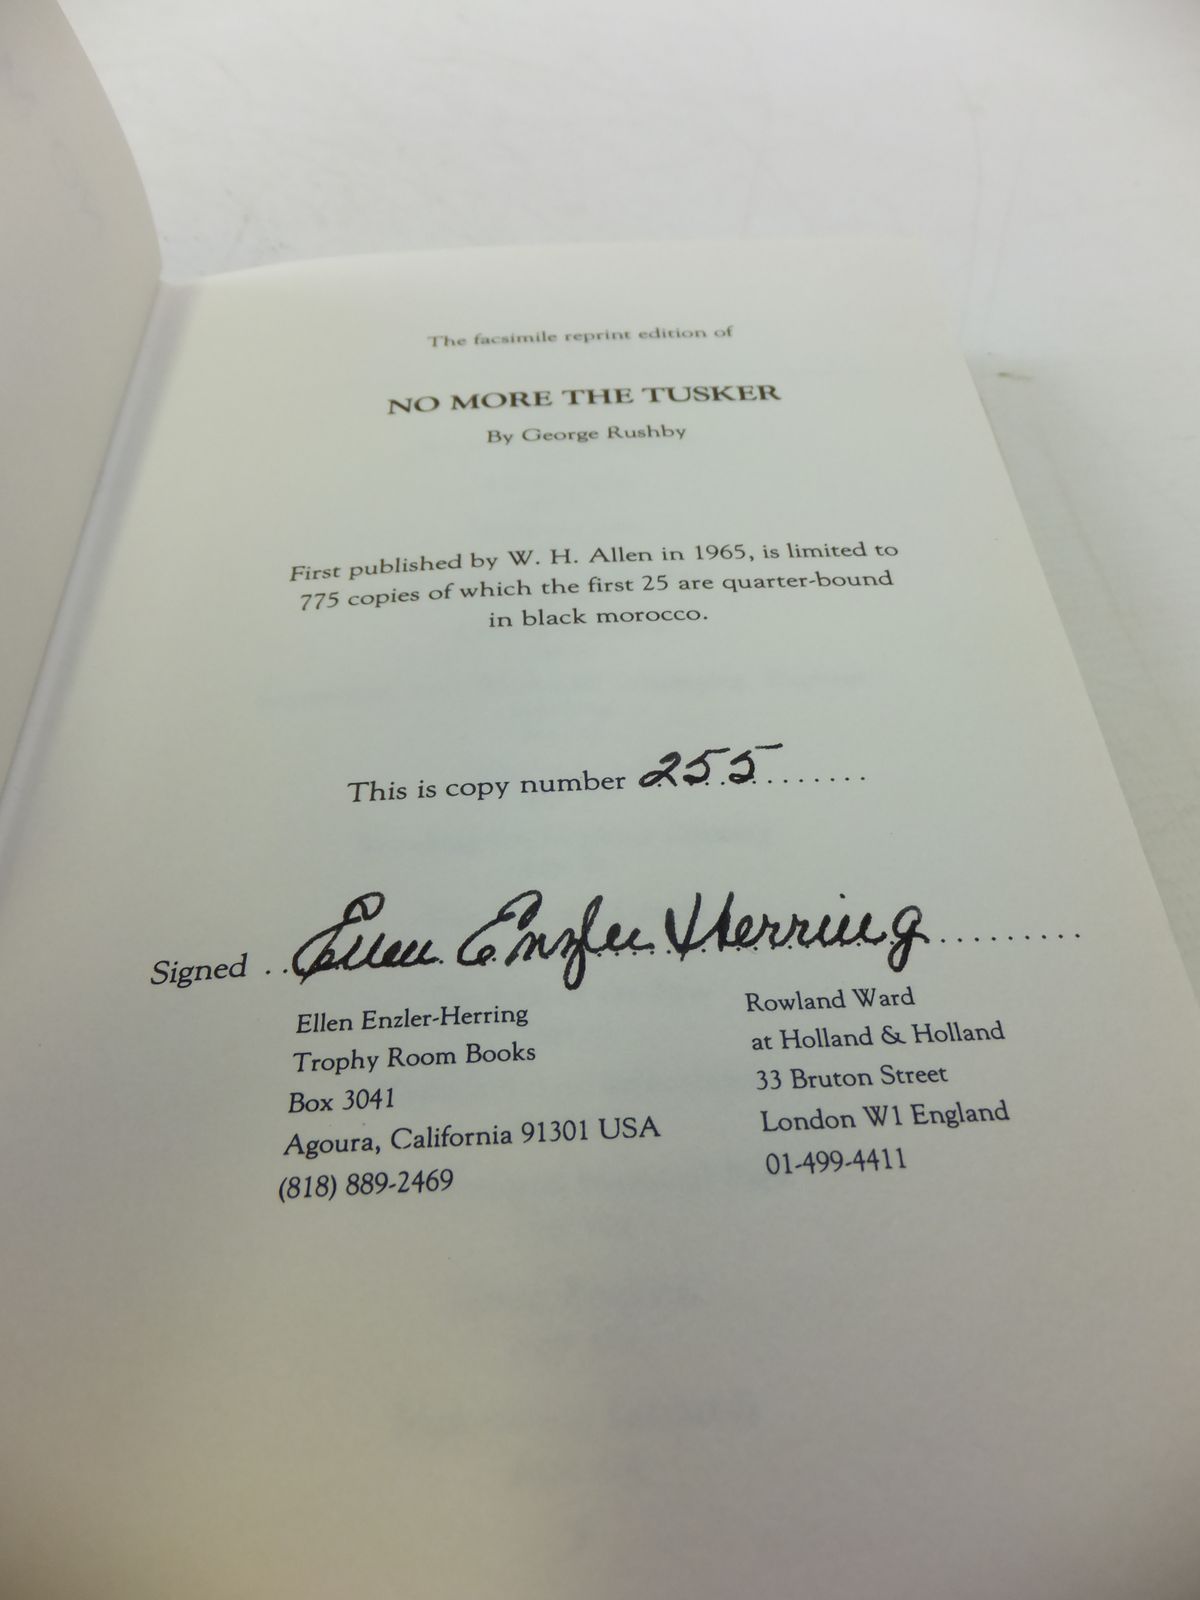 The facsimile reprint edition of
NO MORE THE TUSKER
By George Rushby
First published by W. H. Allen in 1965, is limited to
775 copies of which the first 25 are quarter-bound
in black morocco.
This is copy number 255.......
Signed ..Ellen Enzler Herring.........
Ellen Enzler-Herring
Trophy Room Books
Box 3041
Agoura, California 91301 USA
(818) 889-2469
Rowland Ward
at Holland & Holland
33 Bruton Street
London W1 England
01-499-4411